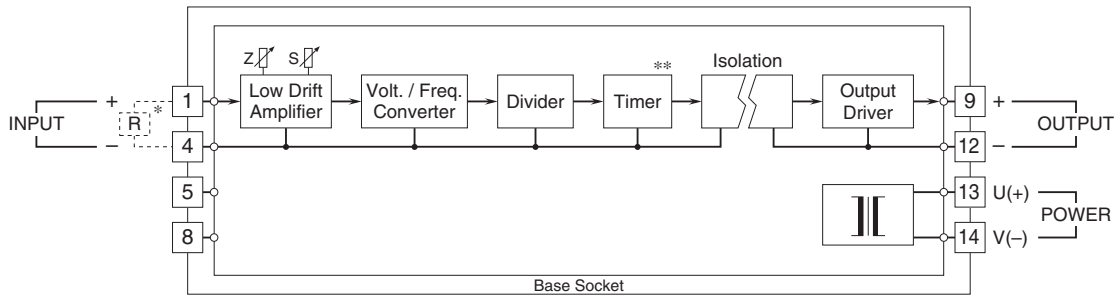 Isolation
Z
S
**
1
Low Drift
Amplifier
Volt. / Freq.
Converter
Divider
Timer
Output
Driver
9
+
+
INPUT
R
*
OUTPUT
–
4
12
–
5
13
U(+)
POWER
8
14
V(–)
Base Socket